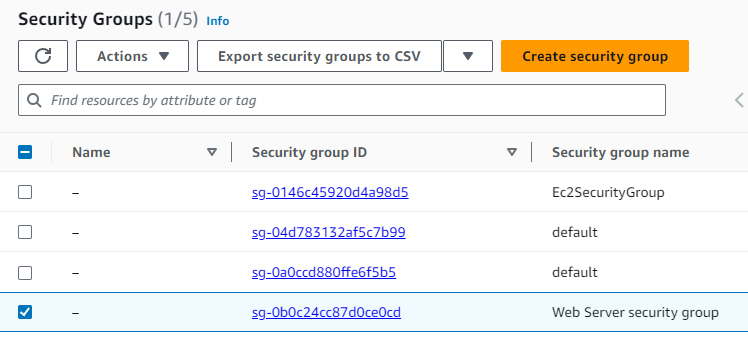 Security Groups (1/5) Info
Actions Export security groups to CSV Create security group
Find resources by attribute or tag
Name Security group ID Security group name
– sg-0146c45920d4a98d5 Ec2SecurityGroup
– sg-04d783132af5c7b99 default
– sg-0a0ccd880ffe6f5b5 default
– sg-0b0c24cc87d0ce0cd Web Server security group